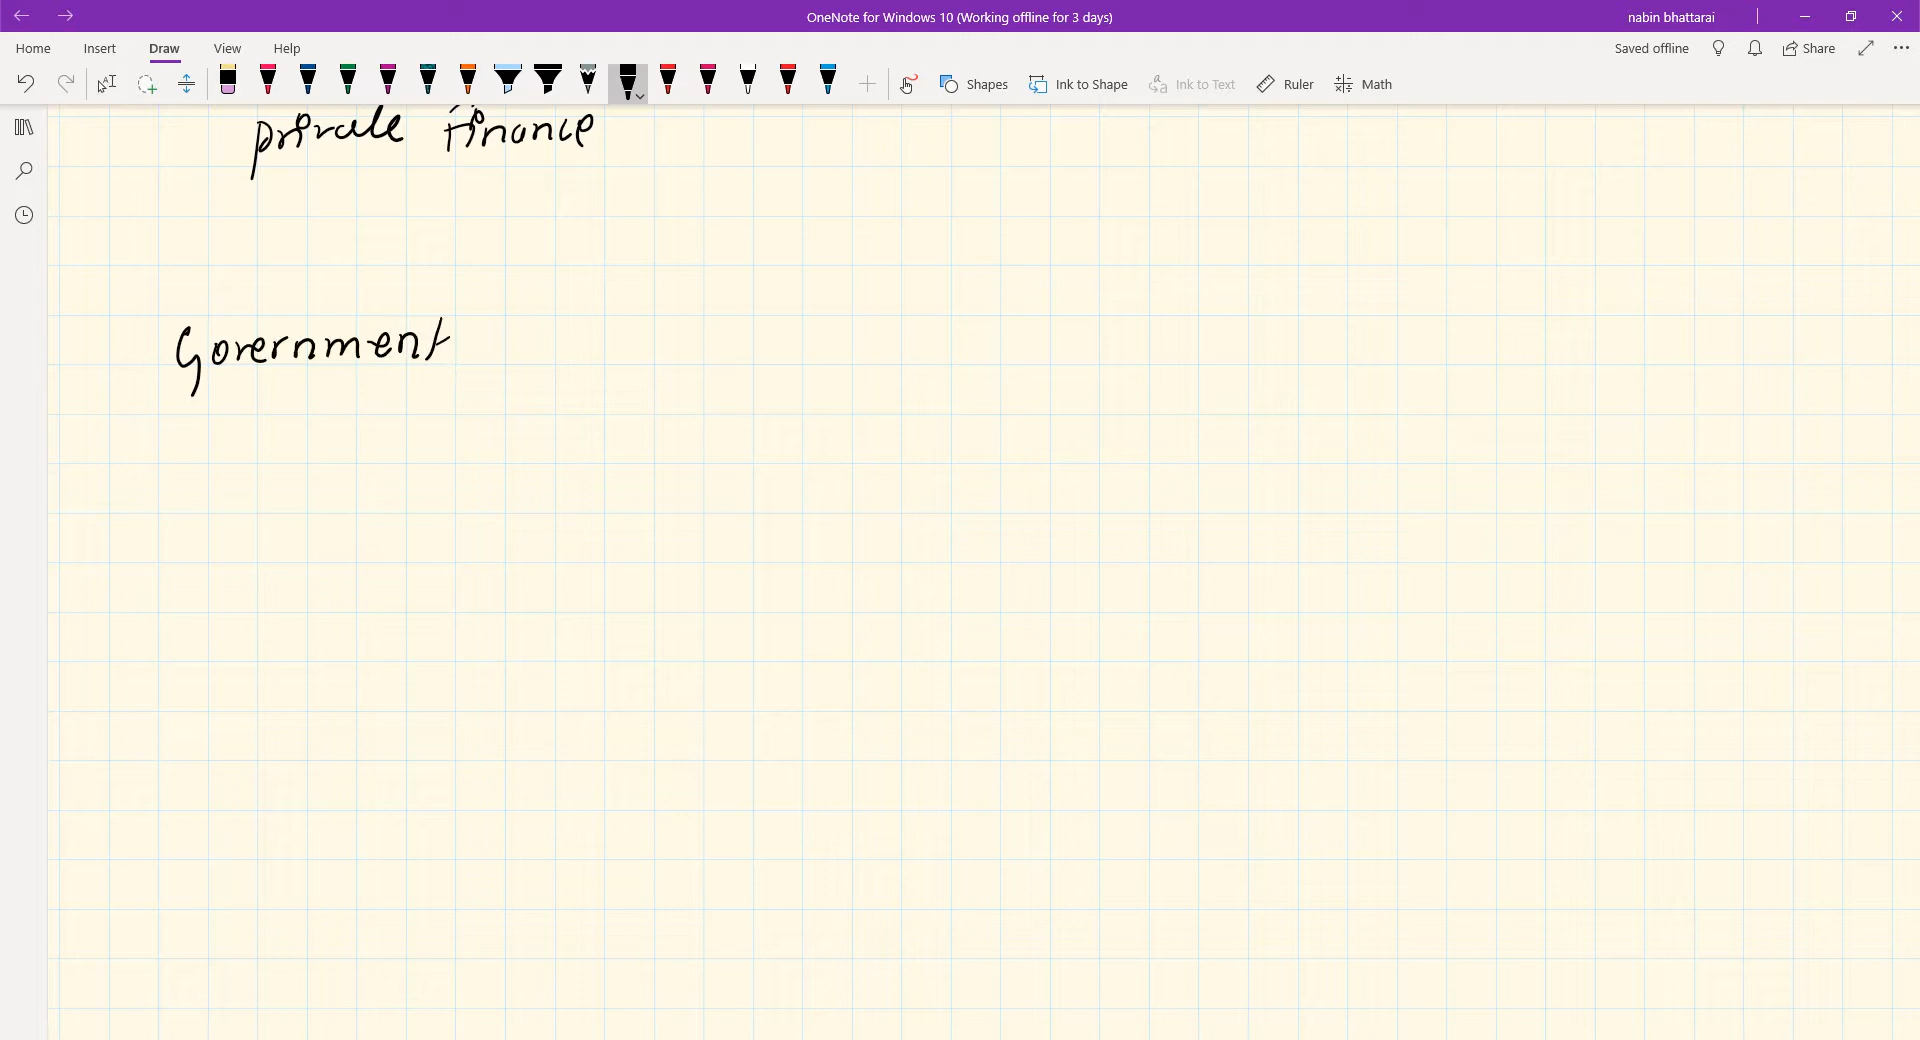 OneNote for Windows 10 (Working offline for 3 days)
nabin bhattarai
Home Insert Draw View Help
Saved offline Share
Shapes Ink to Shape Ink to Text Ruler Math
private Finance
Government